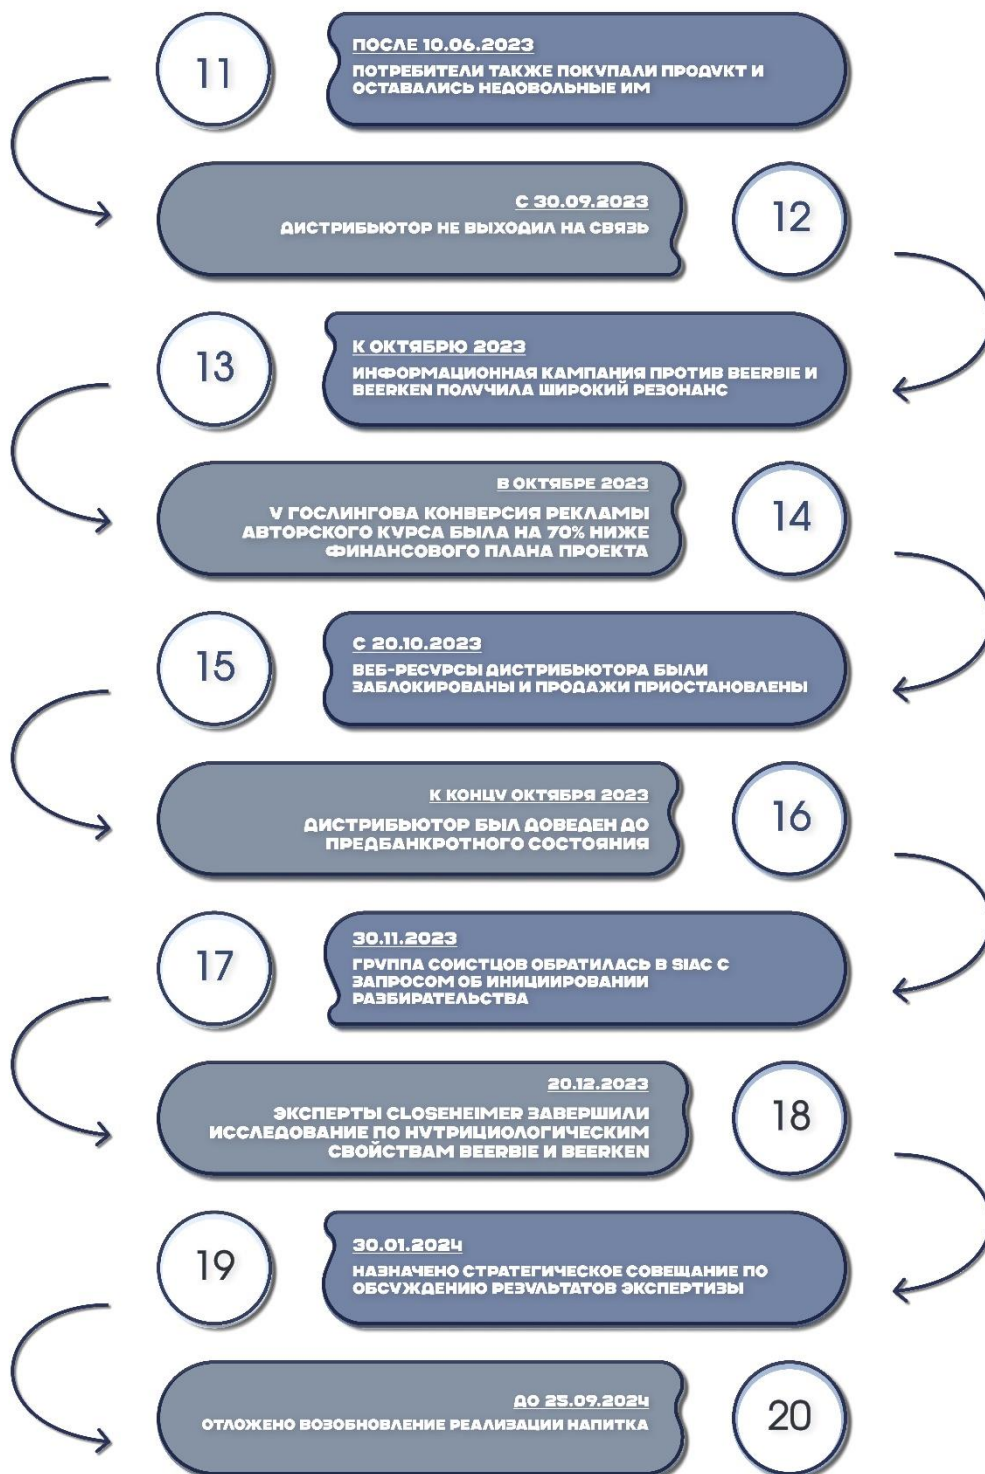 11
ПОСЛЕ 10.06.2023
ПОТРЕБИТЕЛИ ТАКЖЕ ПОКУПАЛИ ПРОДУКТ И
ОСТАВАЛИСЬ НЕДОВОЛЬНЫЕ ИМ
С 30.09.2023
ДИСТРИБЬЮТОР НЕ ВЫХОДИЛ НА СВЯЗЬ
12
13
К ОКТЯБРЮ 2023
ИНФОРМАЦИОННАЯ КАМПАНИЯ ПРОТИВ BEERBIE И
BEERKEN ПОЛУЧИЛА ШИРОКИЙ РЕЗОНАНС
В ОКТЯБРЕ 2023
У ГОСЛИНГОВА КОНВЕРСИЯ РЕКЛАМЫ
АВТОРСКОГО КУРСА БЫЛА НА 70% НИЖЕ
ФИНАНСОВОГО ПЛАНА ПРОЕКТА
14
15
С 20.10.2023
ВЕБ-РЕСУРСЫ ДИСТРИБЬЮТОРА БЫЛИ
ЗАБЛОКИРОВАНЫ И ПРОДАЖИ ПРИОСТАНОВЛЕНЫ
К КОНЦУ ОКТЯБРЯ 2023
ДИСТРИБЬЮТОР БЫЛ ДОВЕДЕН ДО
ПРЕДБАНКРОТНОГО СОСТОЯНИЯ
16
17
30.11.2023
ГРУППА СОИСТЦОВ ОБРАТИЛАСЬ В SIAC С
ЗАПРОСОМ ОБ ИНИЦИИРОВАНИИ
РАЗБИРАТЕЛЬСТВА
20.12.2023
ЭКСПЕРТЫ CLOSEHEIMER ЗАВЕРШИЛИ
ИССЛЕДОВАНИЕ ПО НУТРИЦИОЛОГИЧЕСКИМ
СВОЙСТВАМ BEERBIE И BEERKEN
18
19
30.01.2024
НАЗНАЧЕНО СТРАТЕГИЧЕСКОЕ СОВЕЩАНИЕ ПО
ОБСУЖДЕНИЮ РЕЗУЛЬТАТОВ ЭКСПЕРТИЗЫ
ДО 25.09.2024
ОТЛОЖЕНО ВОЗОБНОВЛЕНИЕ РЕАЛИЗАЦИИ НАПИТКА
20